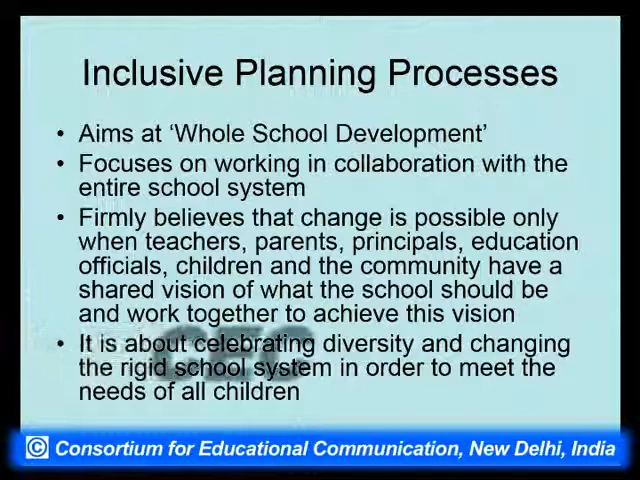 Inclusive Planning Processes
• Aims at ‘Whole School Development’
• Focuses on working in collaboration with the
entire school system
• Firmly believes that change is possible only
when teachers, parents, principals, education
officials, children and the community have a
shared vision of what the school should be
and work together to achieve this vision
• It is about celebrating diversity and changing
the rigid school system in order to meet the
needs of all children
CEC
© Consortium for Educational Communication, New Delhi, India